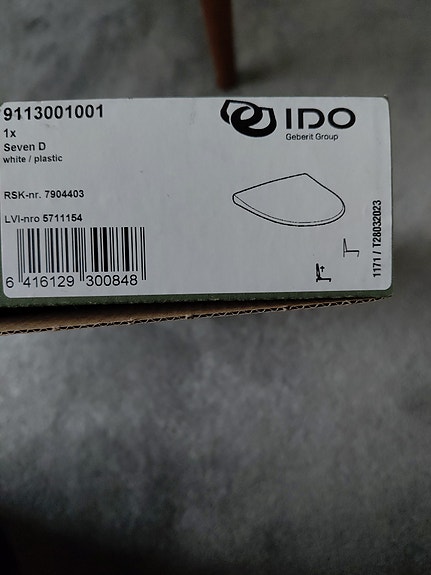 9113001001
1x
Seven D
white / plastic
RSK-nr. 7904403
LVI-nro 5711154
6 416129 300848
IDO
Geberit Group
1171 / T28032023